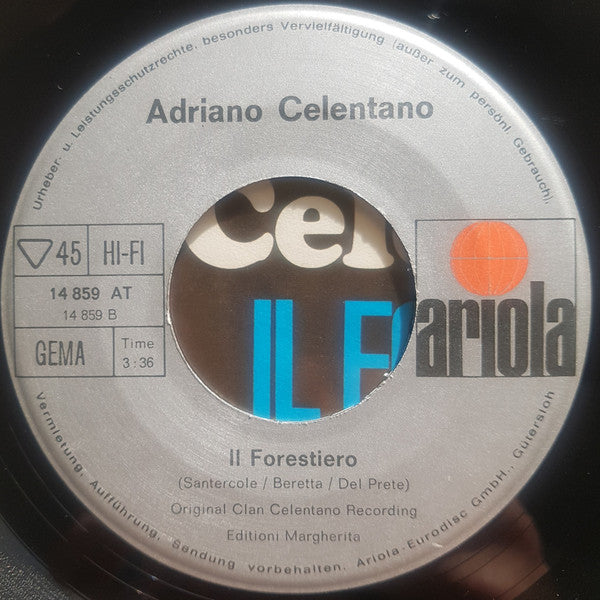 Urheber- u. Leistungsschutzrechte, besonders Vervielfältigung (außer zum persönl. Gebrauch),
Adriano Celentano
45 HI-FI
14 859 AT
14 859 B
GEMA Time 3:36
Cel
IL F
ariola
Il Forestiero
(Santercole / Beretta / Del Prete)
Original Clan Celentano Recording
Editioni Margherita
Vermietung, Aufführung, Sendung vorbehalten. Ariola-Eurodisc GmbH., Gütersloh